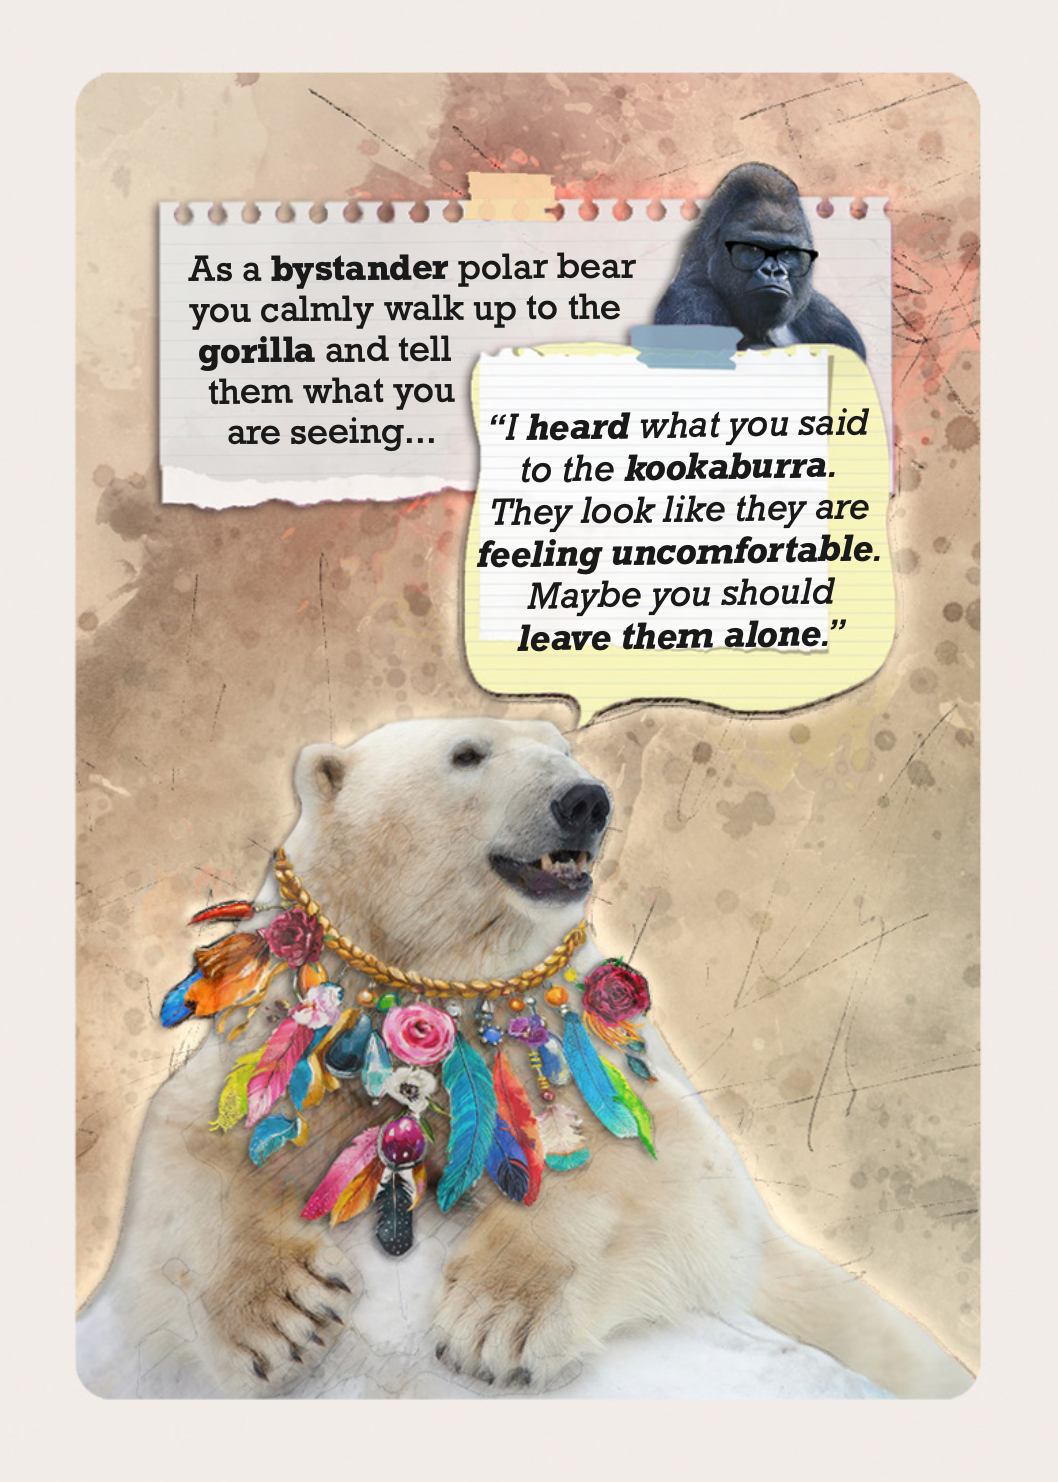 As a bystander polar bear
you calmly walk up to the
gorilla and tell
them what you
are seeing...
“I heard what you said
to the kookaburra.
They look like they are
feeling uncomfortable.
Maybe you should
leave them alone.”